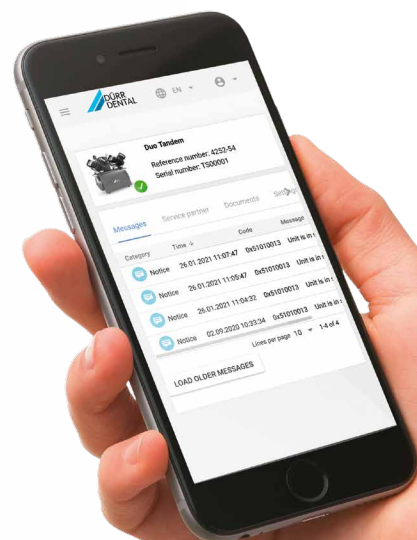 DÜRR
DENTAL
EN
Duo Tandem
Reference number: 4252-54
Serial number: TS00001
Messages Service partner Documents
Category Time Code Message
Notice 26.01.2021 11:07:47 0x51010013 Unit is in s
Notice 26.01.2021 11:05:47 0x51010013 Unit is in s
Notice 26.01.2021 11:04:32 0x51010013 Unit is in s
Notice 02.09.2020 10:33:34 0x51010013 Unit is in s
Lines per page 10 1-4 of 4
LOAD OLDER MESSAGES